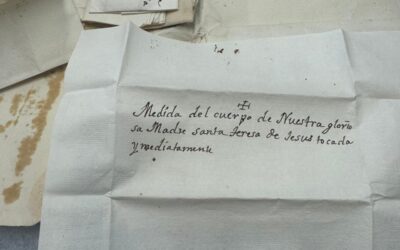 Medida del cuerpo de Nuestra glorio
sa Madre santa teresa de Jesus tocada
ynmediatamente